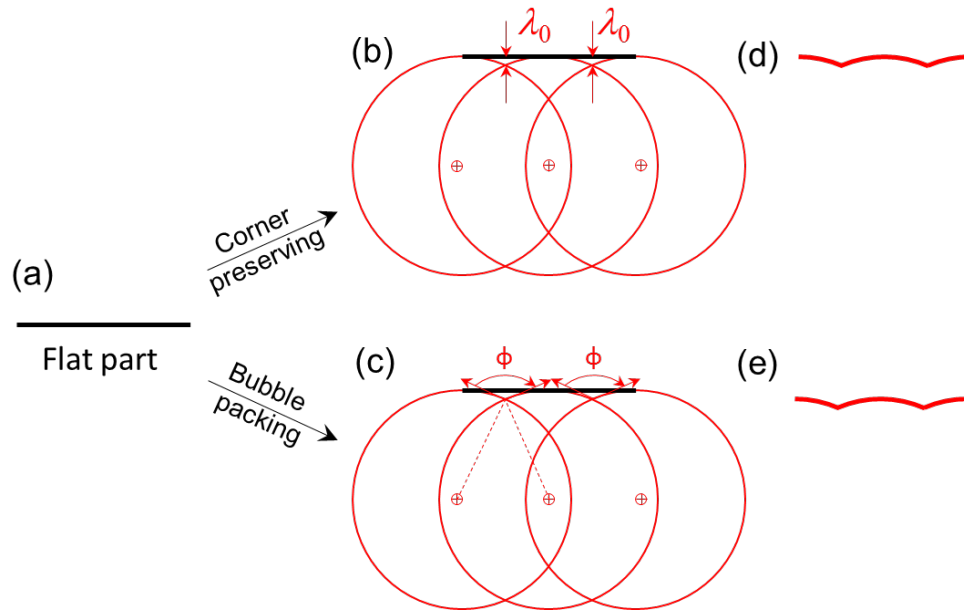 (a)
Flat part
Corner
preserving
Bubble
packing
(b)
λ₀ λ₀
(c)
ϕ ϕ
(d)
(e)